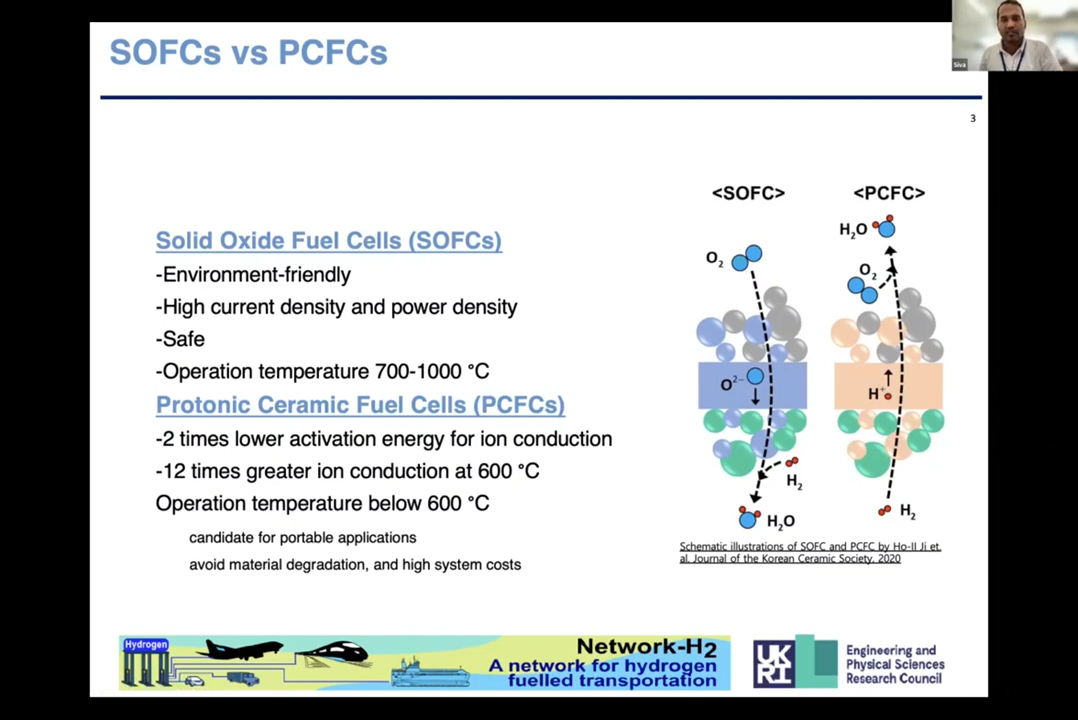 SOFCs vs PCFCs
Siva
3
Solid Oxide Fuel Cells (SOFCs)
-Environment-friendly
-High current density and power density
-Safe
-Operation temperature 700-1000 °C
Protonic Ceramic Fuel Cells (PCFCs)
-2 times lower activation energy for ion conduction
-12 times greater ion conduction at 600 °C
Operation temperature below 600 °C
candidate for portable applications
avoid material degradation, and high system costs
<SOFC>
O2
O2-
H2
H2O
<PCFC>
H2O
O2
H+
H2
Schematic illustrations of SOFC and PCFC by Ho-Il Ji et.
al. Journal of the Korean Ceramic Society, 2020
Hydrogen
Network-H2
A network for hydrogen
fuelled transportation
UK
RI
Engineering and
Physical Sciences
Research Council